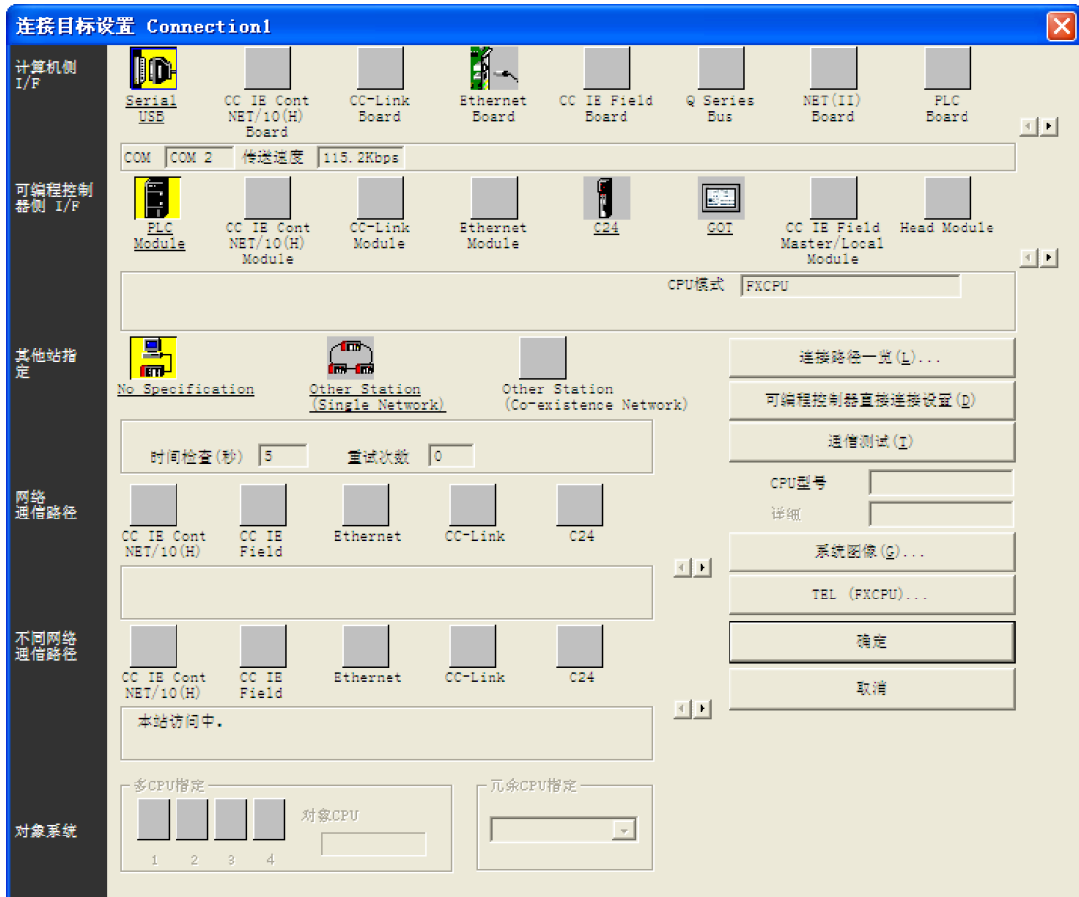 连接目标设置 Connection1
计算机侧
I/F
Serial
USB
CC IE Cont
NET/10(H)
Board
CC-Link
Board
Ethernet
Board
CC IE Field
Board
Q Series
Bus
NET(II)
Board
PLC
Board
COM COM 2 传送速度 115.2Kbps
可编程控制
器侧 I/F
PLC
Module
CC IE Cont
NET/10(H)
Module
CC-Link
Module
Ethernet
Module
C24
GOT
CC IE Field
Master/Local
Module
Head Module
CPU模式 FXCPU
其他站指
定
No Specification
Other Station
(Single Network)
Other Station
(Co-existence Network)
时间检查(秒) 5 重试次数 0
连接路径一览(L)...
可编程控制器直接连接设置(D)
通信测试(T)
CPU型号
详细
系统图像(G)...
TEL (FXCPU)...
确定
取消
网络
通信路径
CC IE Cont
NET/10(H)
CC IE
Field
Ethernet
CC-Link
C24
不同网络
通信路径
CC IE Cont
NET/10(H)
CC IE
Field
Ethernet
CC-Link
C24
本站访问中.
对象系统
多CPU指定
1 2 3 4
对象CPU
冗余CPU指定